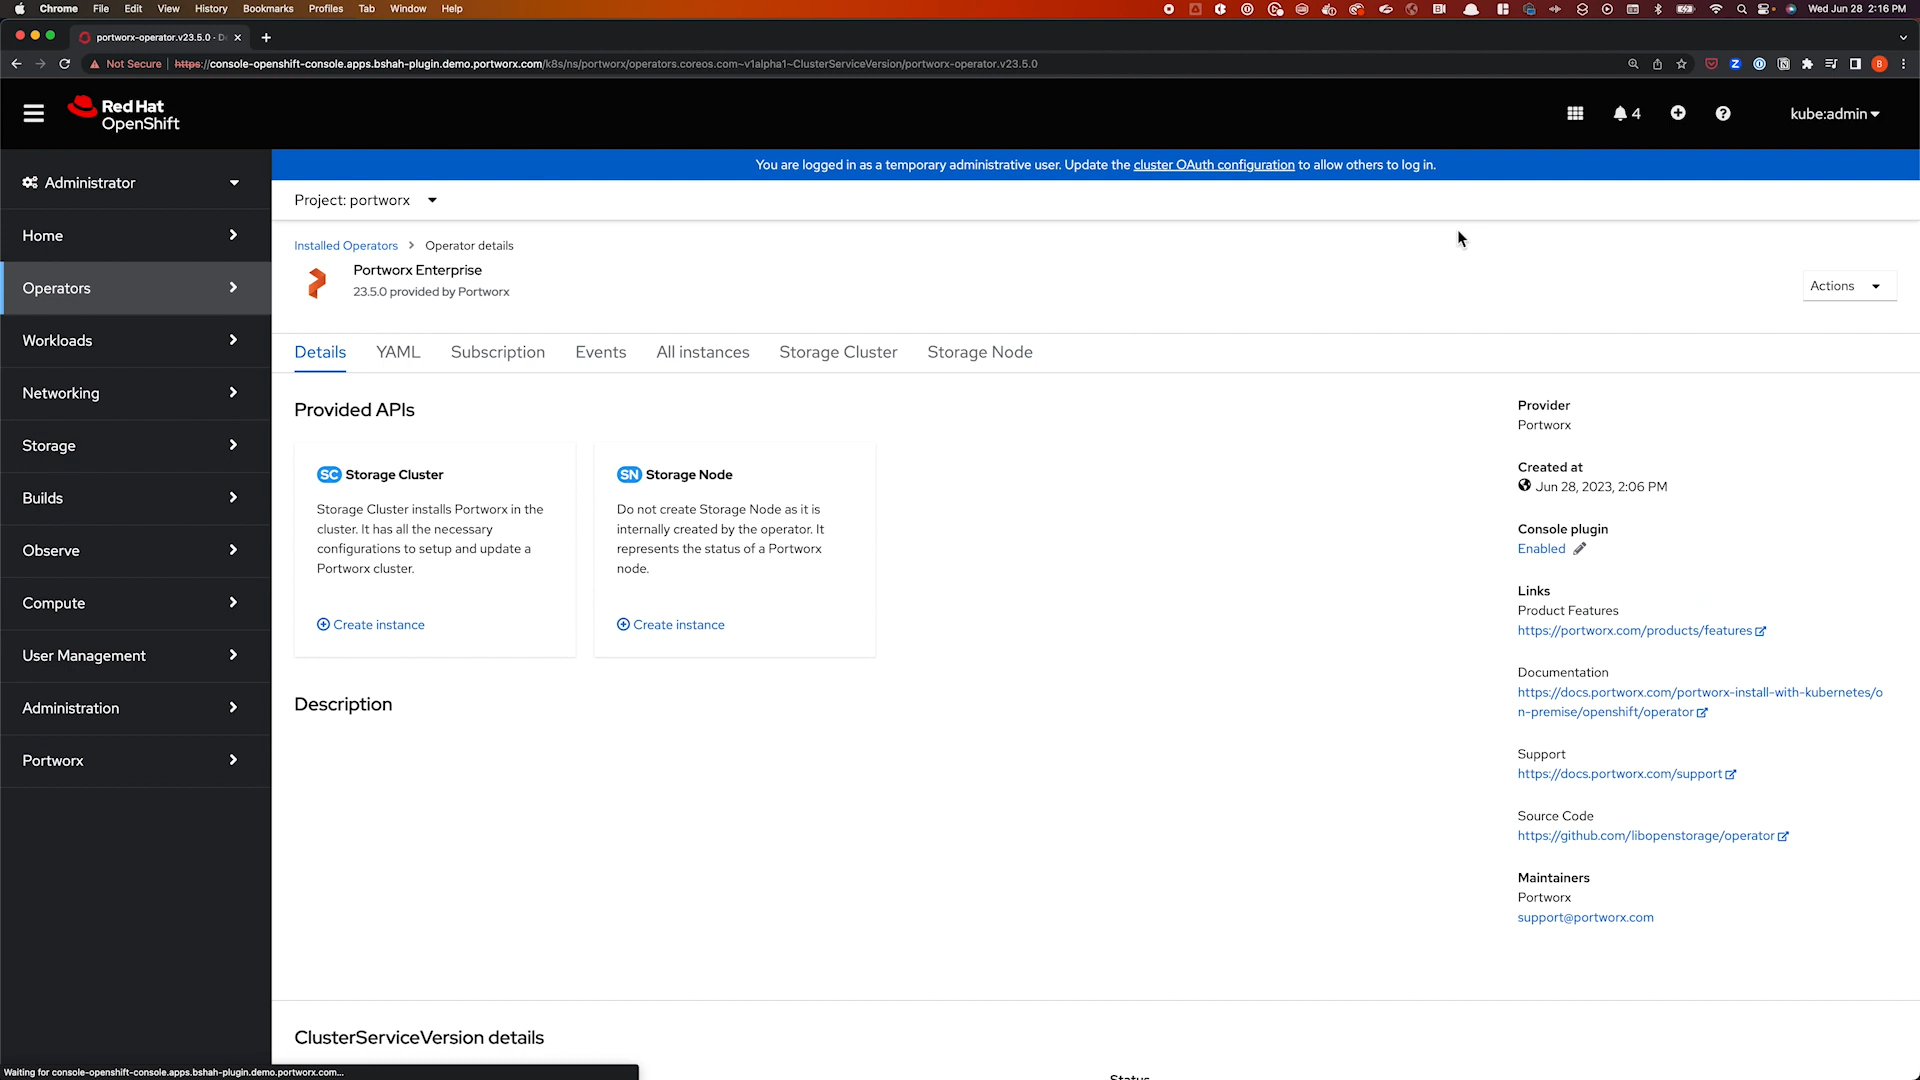 Chrome File Edit View History Bookmarks Profiles Tab Window Help
Wed Jun 28 2:16 PM
portworx-operator.v23.5.0 - D
Not Secure https://console-openshift-console.apps.bshah-plugin.demo.portworx.com/k8s/ns/portworx/operators.coreos.com~v1alpha1~ClusterServiceVersion/portworx-operator.v23.5.0
B
Red Hat
OpenShift
4
kube:admin
You are logged in as a temporary administrative user. Update the cluster OAuth configuration to allow others to log in.
Administrator
Home
Operators
Workloads
Networking
Storage
Builds
Observe
Compute
User Management
Administration
Portworx
Project: portworx
Installed Operators > Operator details
Portworx Enterprise
23.5.0 provided by Portworx
Actions
Details YAML Subscription Events All instances Storage Cluster Storage Node
Provided APIs
SC Storage Cluster
Storage Cluster installs Portworx in the
cluster. It has all the necessary
configurations to setup and update a
Portworx cluster.
Create instance
SN Storage Node
Do not create Storage Node as it is
internally created by the operator. It
represents the status of a Portworx
node.
Create instance
Description
Provider
Portworx
Created at
Jun 28, 2023, 2:06 PM
Console plugin
Enabled
Links
Product Features
https://portworx.com/products/features
Documentation
https://docs.portworx.com/portworx-install-with-kubernetes/o
n-premise/openshift/operator
Support
https://docs.portworx.com/support
Source Code
https://github.com/libopenstorage/operator
Maintainers
Portworx
support@portworx.com
ClusterServiceVersion details
Status
Waiting for console-openshift-console.apps.bshah-plugin.demo.portworx.com...